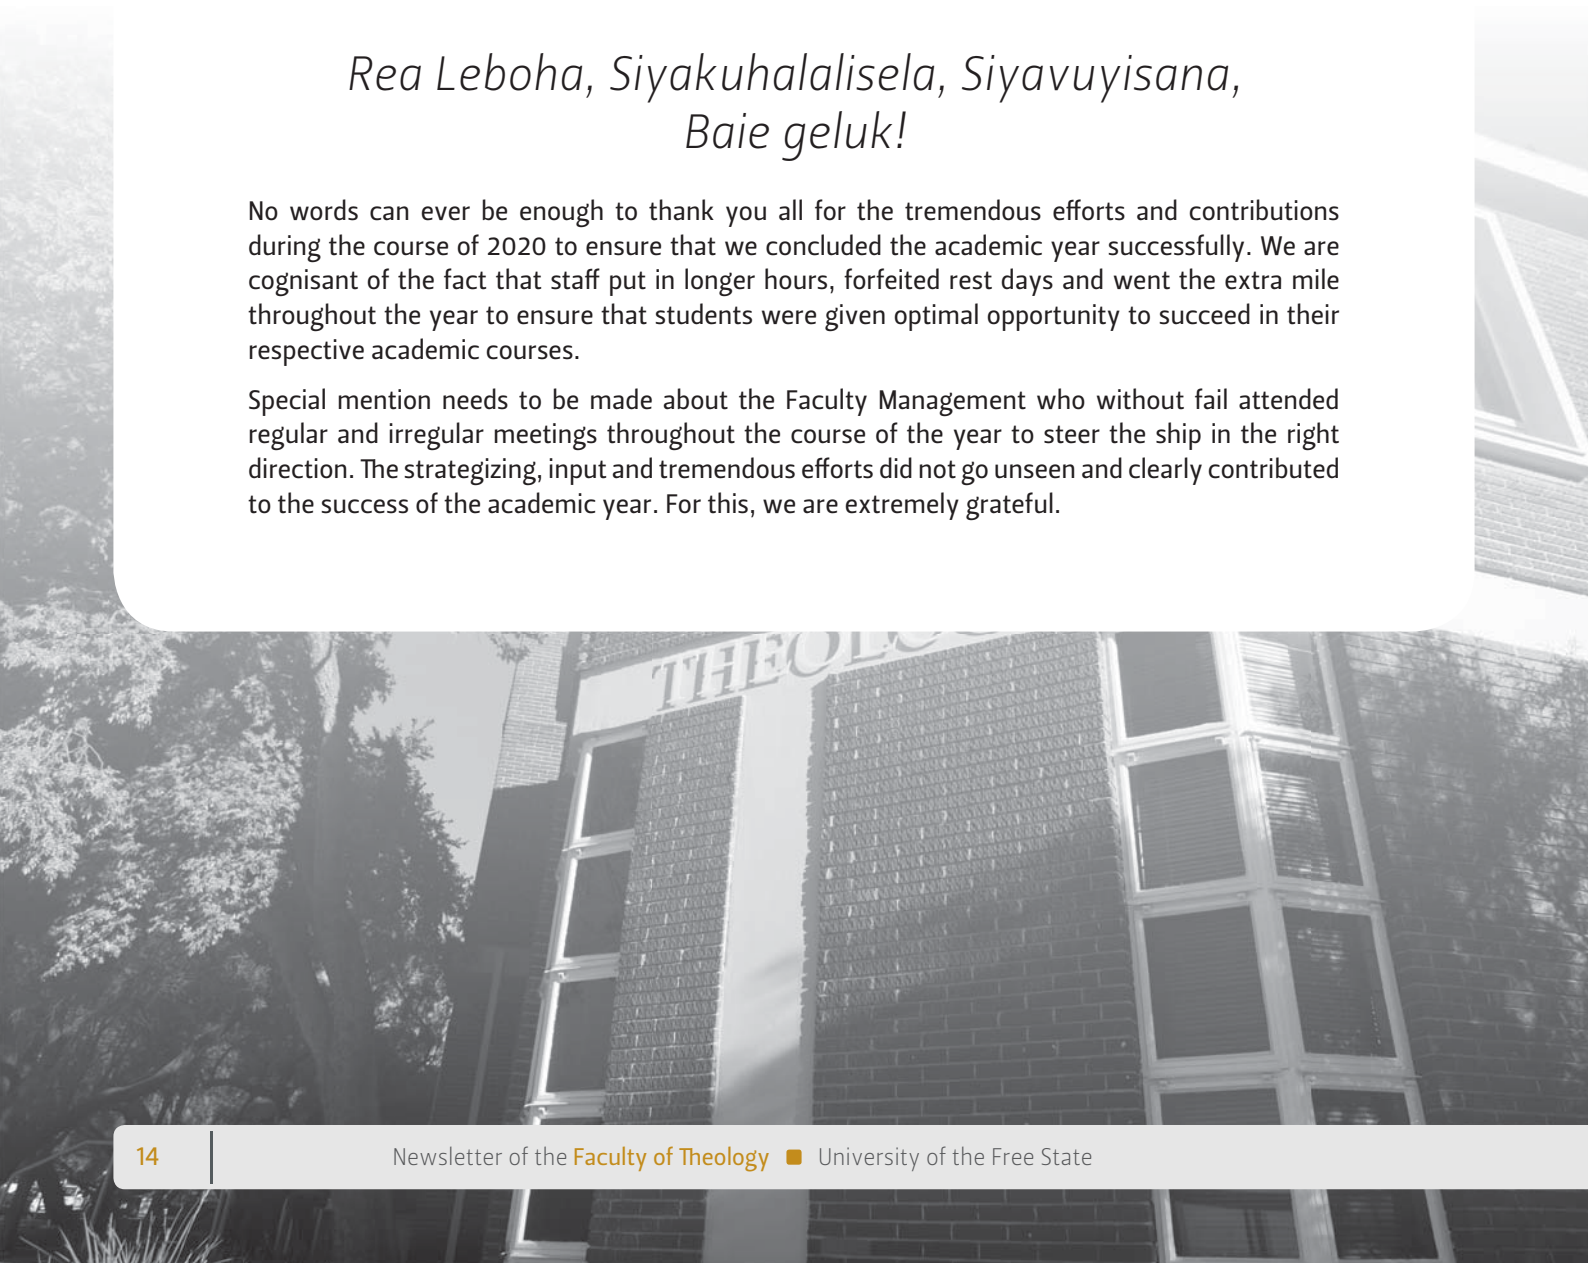 Rea Leboha, Siyakuhalalisela, Siyavuyisana,
Baie geluk!
No words can ever be enough to thank you all for the tremendous efforts and contributions
during the course of 2020 to ensure that we concluded the academic year successfully. We are
cognisant of the fact that staff put in longer hours, forfeited rest days and went the extra mile
throughout the year to ensure that students were given optimal opportunity to succeed in their
respective academic courses.
Special mention needs to be made about the Faculty Management who without fail attended
regular and irregular meetings throughout the course of the year to steer the ship in the right
direction. The strategizing, input and tremendous efforts did not go unseen and clearly contributed
to the success of the academic year. For this, we are extremely grateful.
THEOLO
14
Newsletter of the Faculty of Theology ■ University of the Free State